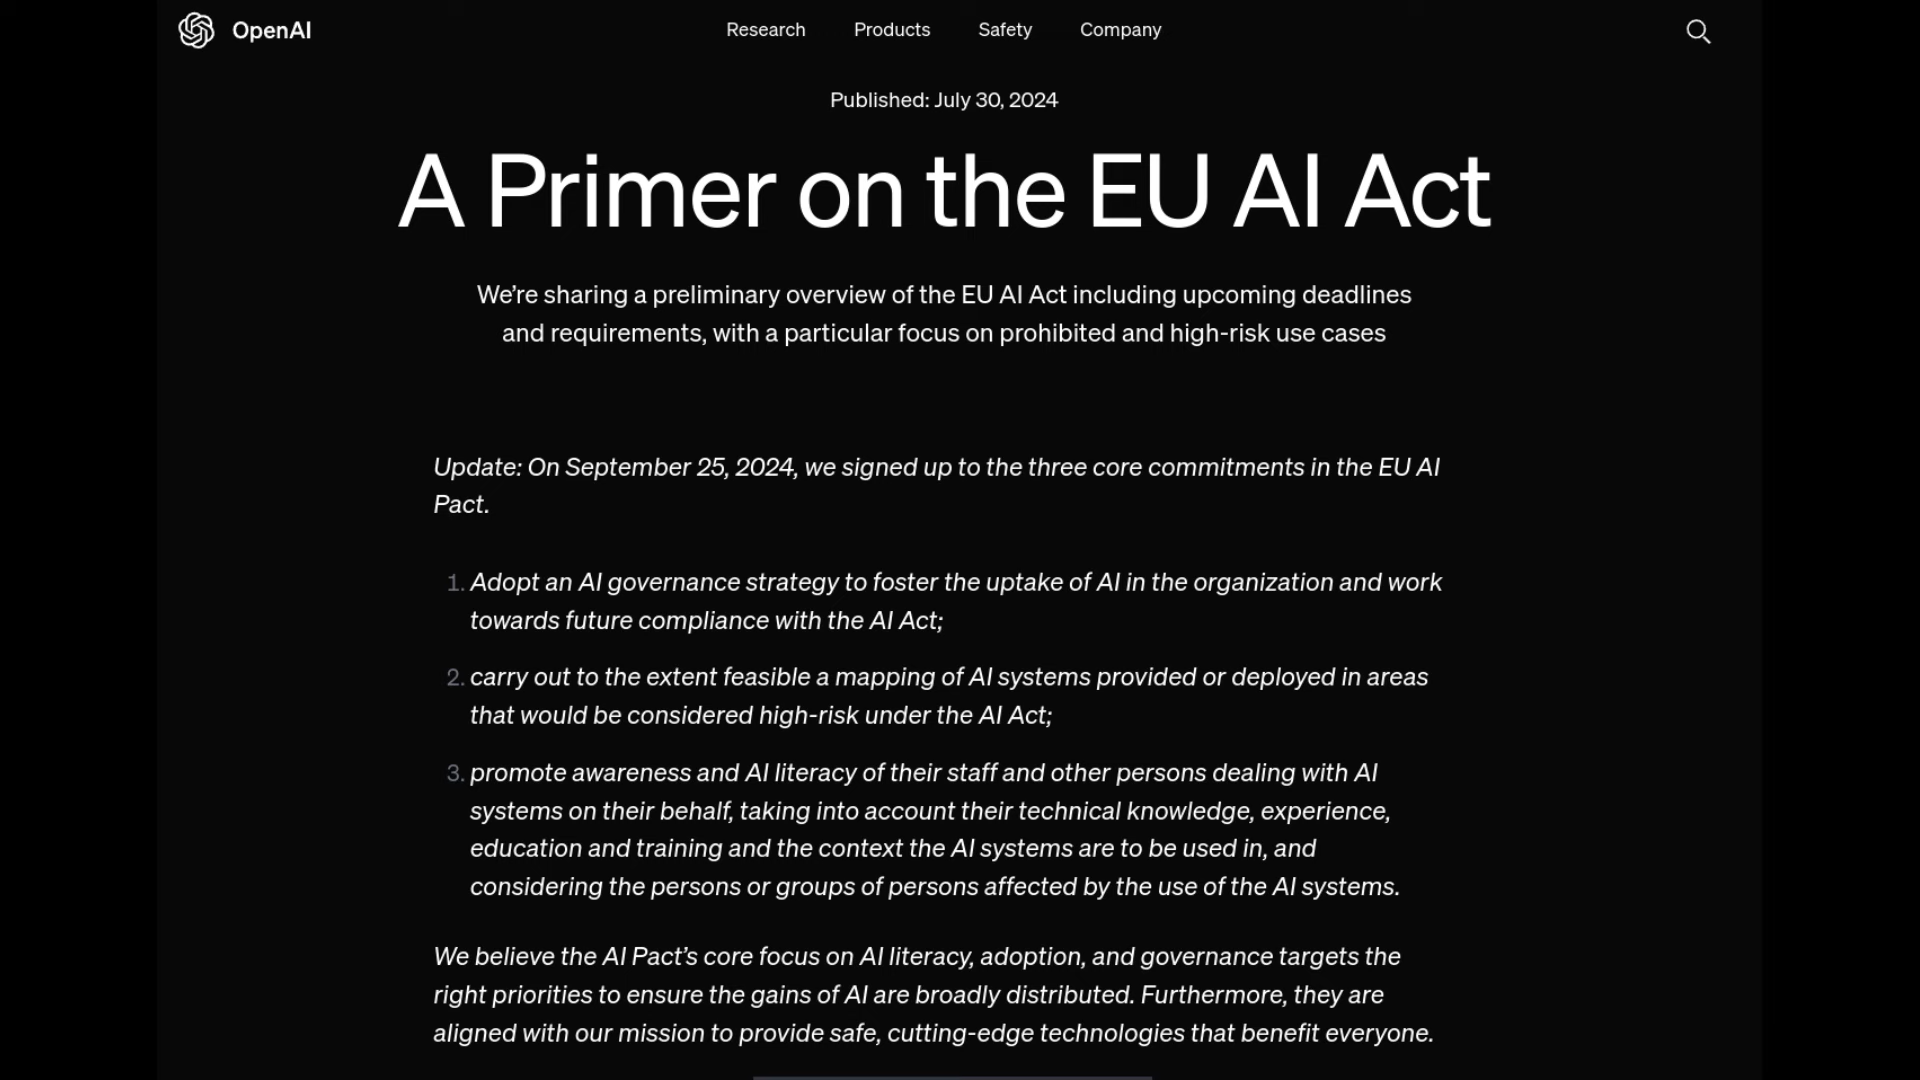 OpenAI
Research Products Safety Company
Published: July 30, 2024
A Primer on the EU AI Act
We’re sharing a preliminary overview of the EU AI Act including upcoming deadlines
and requirements, with a particular focus on prohibited and high-risk use cases
Update: On September 25, 2024, we signed up to the three core commitments in the EU AI
Pact.
1. Adopt an AI governance strategy to foster the uptake of AI in the organization and work
towards future compliance with the AI Act;
2. carry out to the extent feasible a mapping of AI systems provided or deployed in areas
that would be considered high-risk under the AI Act;
3. promote awareness and AI literacy of their staff and other persons dealing with AI
systems on their behalf, taking into account their technical knowledge, experience,
education and training and the context the AI systems are to be used in, and
considering the persons or groups of persons affected by the use of the AI systems.
We believe the AI Pact’s core focus on AI literacy, adoption, and governance targets the
right priorities to ensure the gains of AI are broadly distributed. Furthermore, they are
aligned with our mission to provide safe, cutting-edge technologies that benefit everyone.